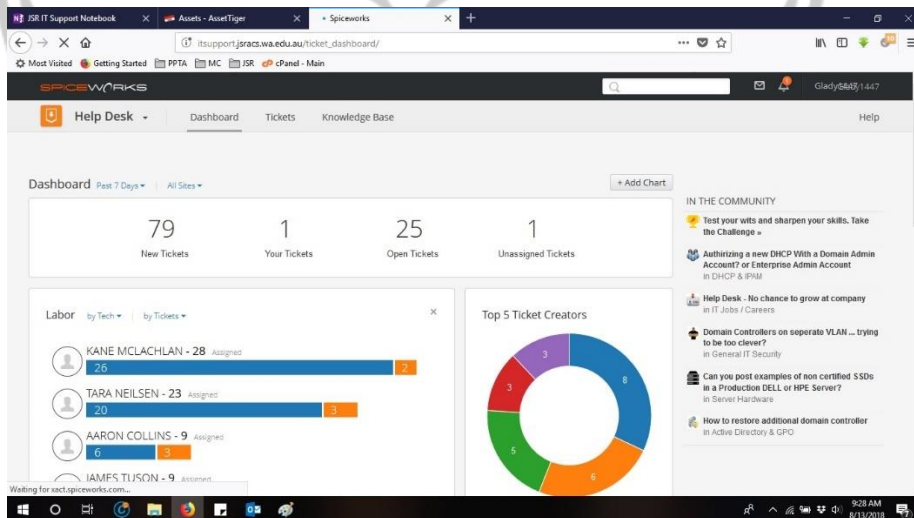 JSR IT Support Notebook
Assets - AssetTiger
Spiceworks
itsupport.jsracs.wa.edu.au/ticket_dashboard/
Most Visited Getting Started PPTA MC JSR cPanel - Main
SPICEWORKS
Help Desk Dashboard Tickets Knowledge Base Help
Dashboard Past 7 Days All Sites + Add Chart
79 1 25 1
New Tickets Your Tickets Open Tickets Unassigned Tickets
Labor by Tech by Tickets
KANE MCLACHLAN - 28 Assigned
26 2
TARA NEILSEN - 23 Assigned
20 3
AARON COLLINS - 9 Assigned
6 3
JAMES TUSON - 9 Assigned
Top 5 Ticket Creators
3
8
3
5
6
IN THE COMMUNITY
Test your wits and sharpen your skills. Take
the Challenge »
Authirizing a new DHCP With a Domain Admin
Account? or Enterprise Admin Account
in DHCP & IPAM
Help Desk - No chance to grow at company
in IT Jobs / Careers
Domain Controllers on seperate VLAN ... trying
to be too clever?
in General IT Security
Can you post examples of non certified SSDs
in a Production DELL or HPE Server?
in Server Hardware
How to restore additional domain controller
in Active Directory & GPO
Waiting for xact.spiceworks.com...
9:28 AM
8/13/2018